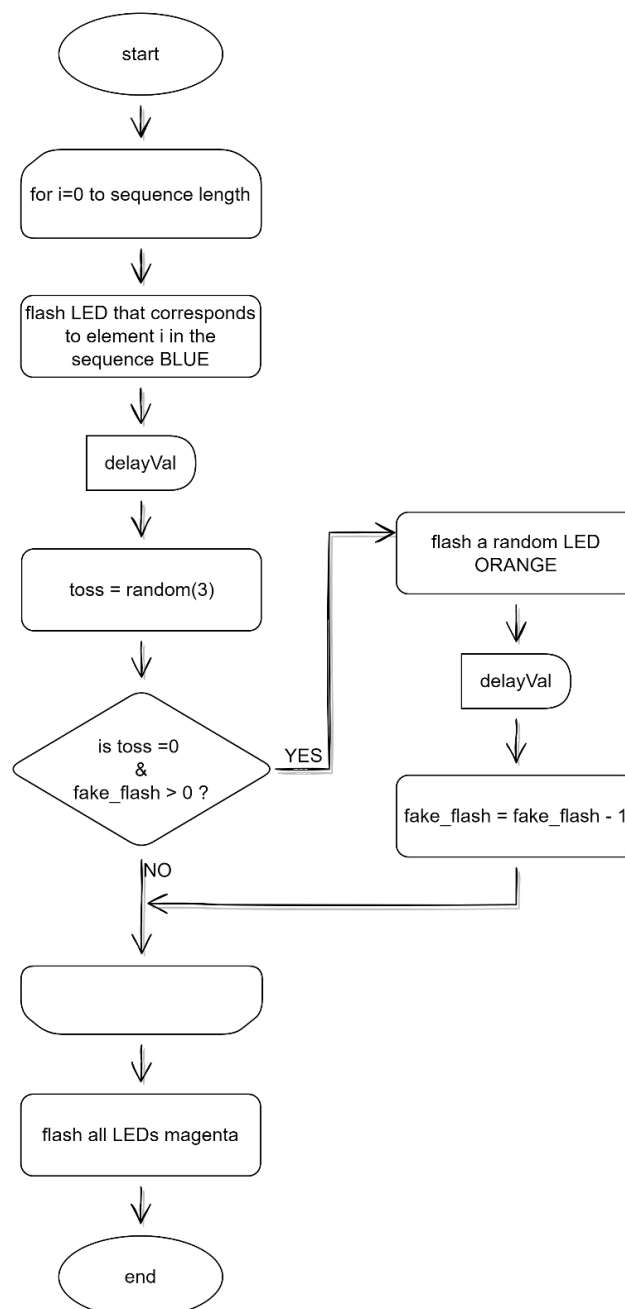 start
for i=0 to sequence length
flash LED that corresponds
to element i in the
sequence BLUE
delayVal
toss = random(3)
is toss =0
&
fake_flash > 0 ?
YES
flash a random LED
ORANGE
delayVal
fake_flash = fake_flash - 1
NO
flash all LEDs magenta
end